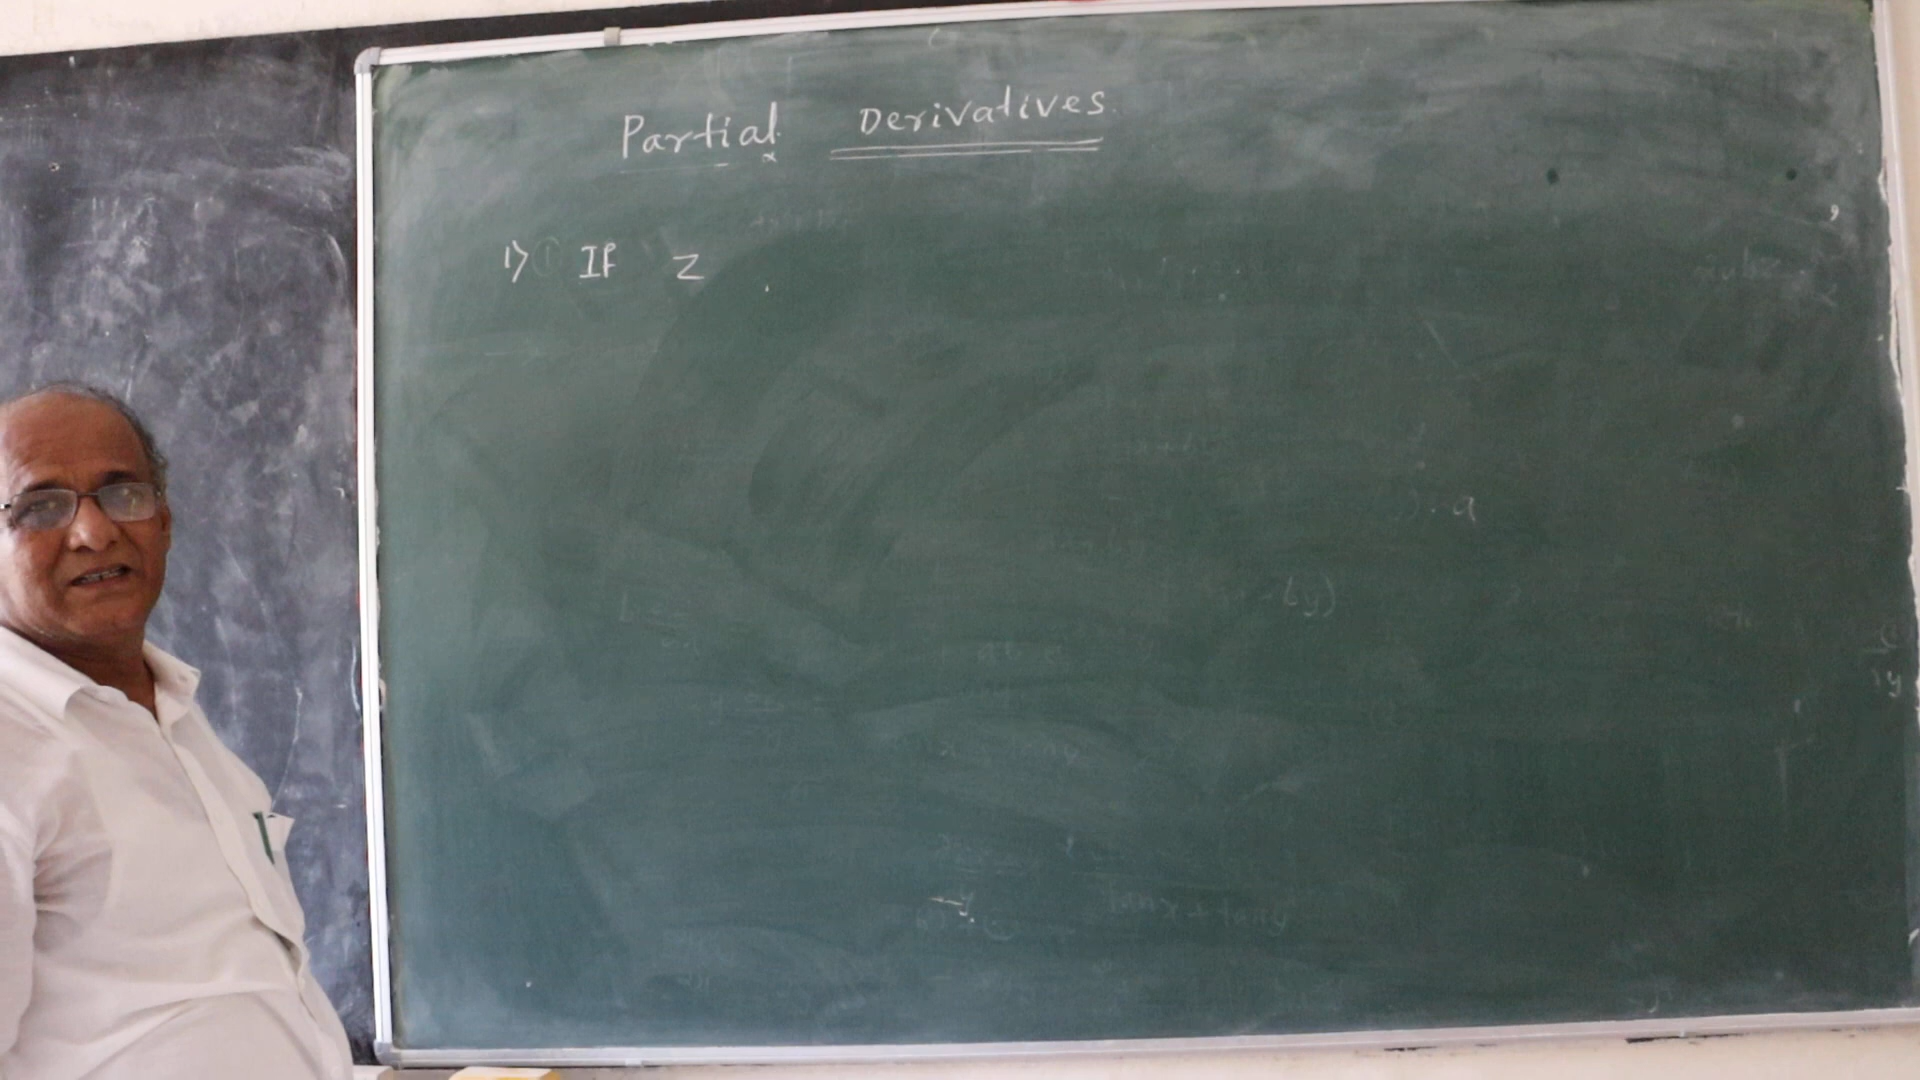 Partial Derivatives
1) If Z
a